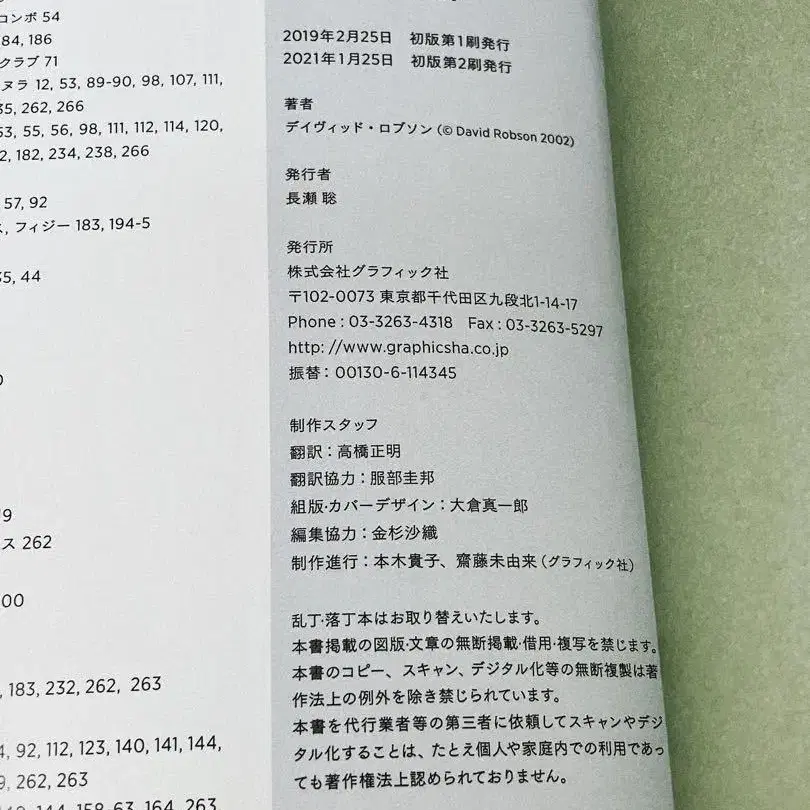 コンボ 54
84, 186
クラブ 71
ヌラ 12, 53, 89-90, 98, 107, 111,
35, 262, 266
53, 55, 56, 98, 111, 112, 114, 120,
2, 182, 234, 238, 266
57, 92
フィジー 183, 194-5
35, 44
ス 262
00
, 183, 232, 262, 263
4, 92, 112, 123, 140, 141, 144,
9, 262, 263
144, 158-63, 164, 263,
2019年2月25日 初版第1刷発行
2021年1月25日 初版第2刷発行
著者
デイヴィッド・ロブソン (© David Robson 2002)
発行者
長瀬 聡
発行所
株式会社グラフィック社
〒102-0073 東京都千代田区九段北1-14-17
Phone : 03-3263-4318 Fax : 03-3263-5297
http: //www.graphicsha.co.jp
振替：00130-6-114345
制作スタッフ
翻訳：高橋正明
翻訳協力：服部圭邦
組版・カバーデザイン：大倉真一郎
編集協力：金杉沙織
制作進行：本木貴子、齋藤未由来（グラフィック社）
乱丁・落丁本はお取り替えいたします。
本書掲載の図版・文章の無断掲載・借用・複写を禁じます。
本書のコピー、スキャン、デジタル化等の無断複製は著
作法上の例外を除き禁じられています。
本書を代行業者等の第三者に依頼してスキャンやデジ
タル化することは、たとえ個人や家庭内での利用であっ
ても著作権法上認められておりません。